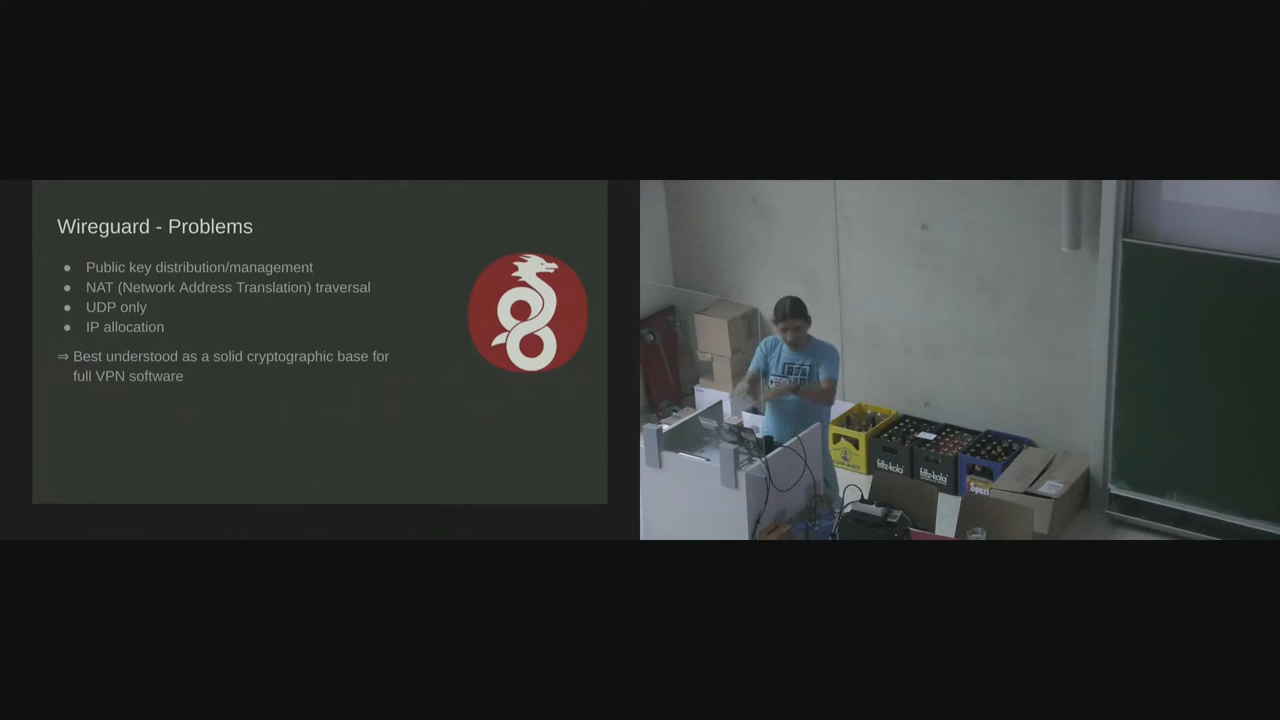 Wireguard - Problems
● Public key distribution/management
● NAT (Network Address Translation) traversal
● UDP only
● IP allocation
⇒ Best understood as a solid cryptographic base for
full VPN software
fritz-kola
fritz-kola